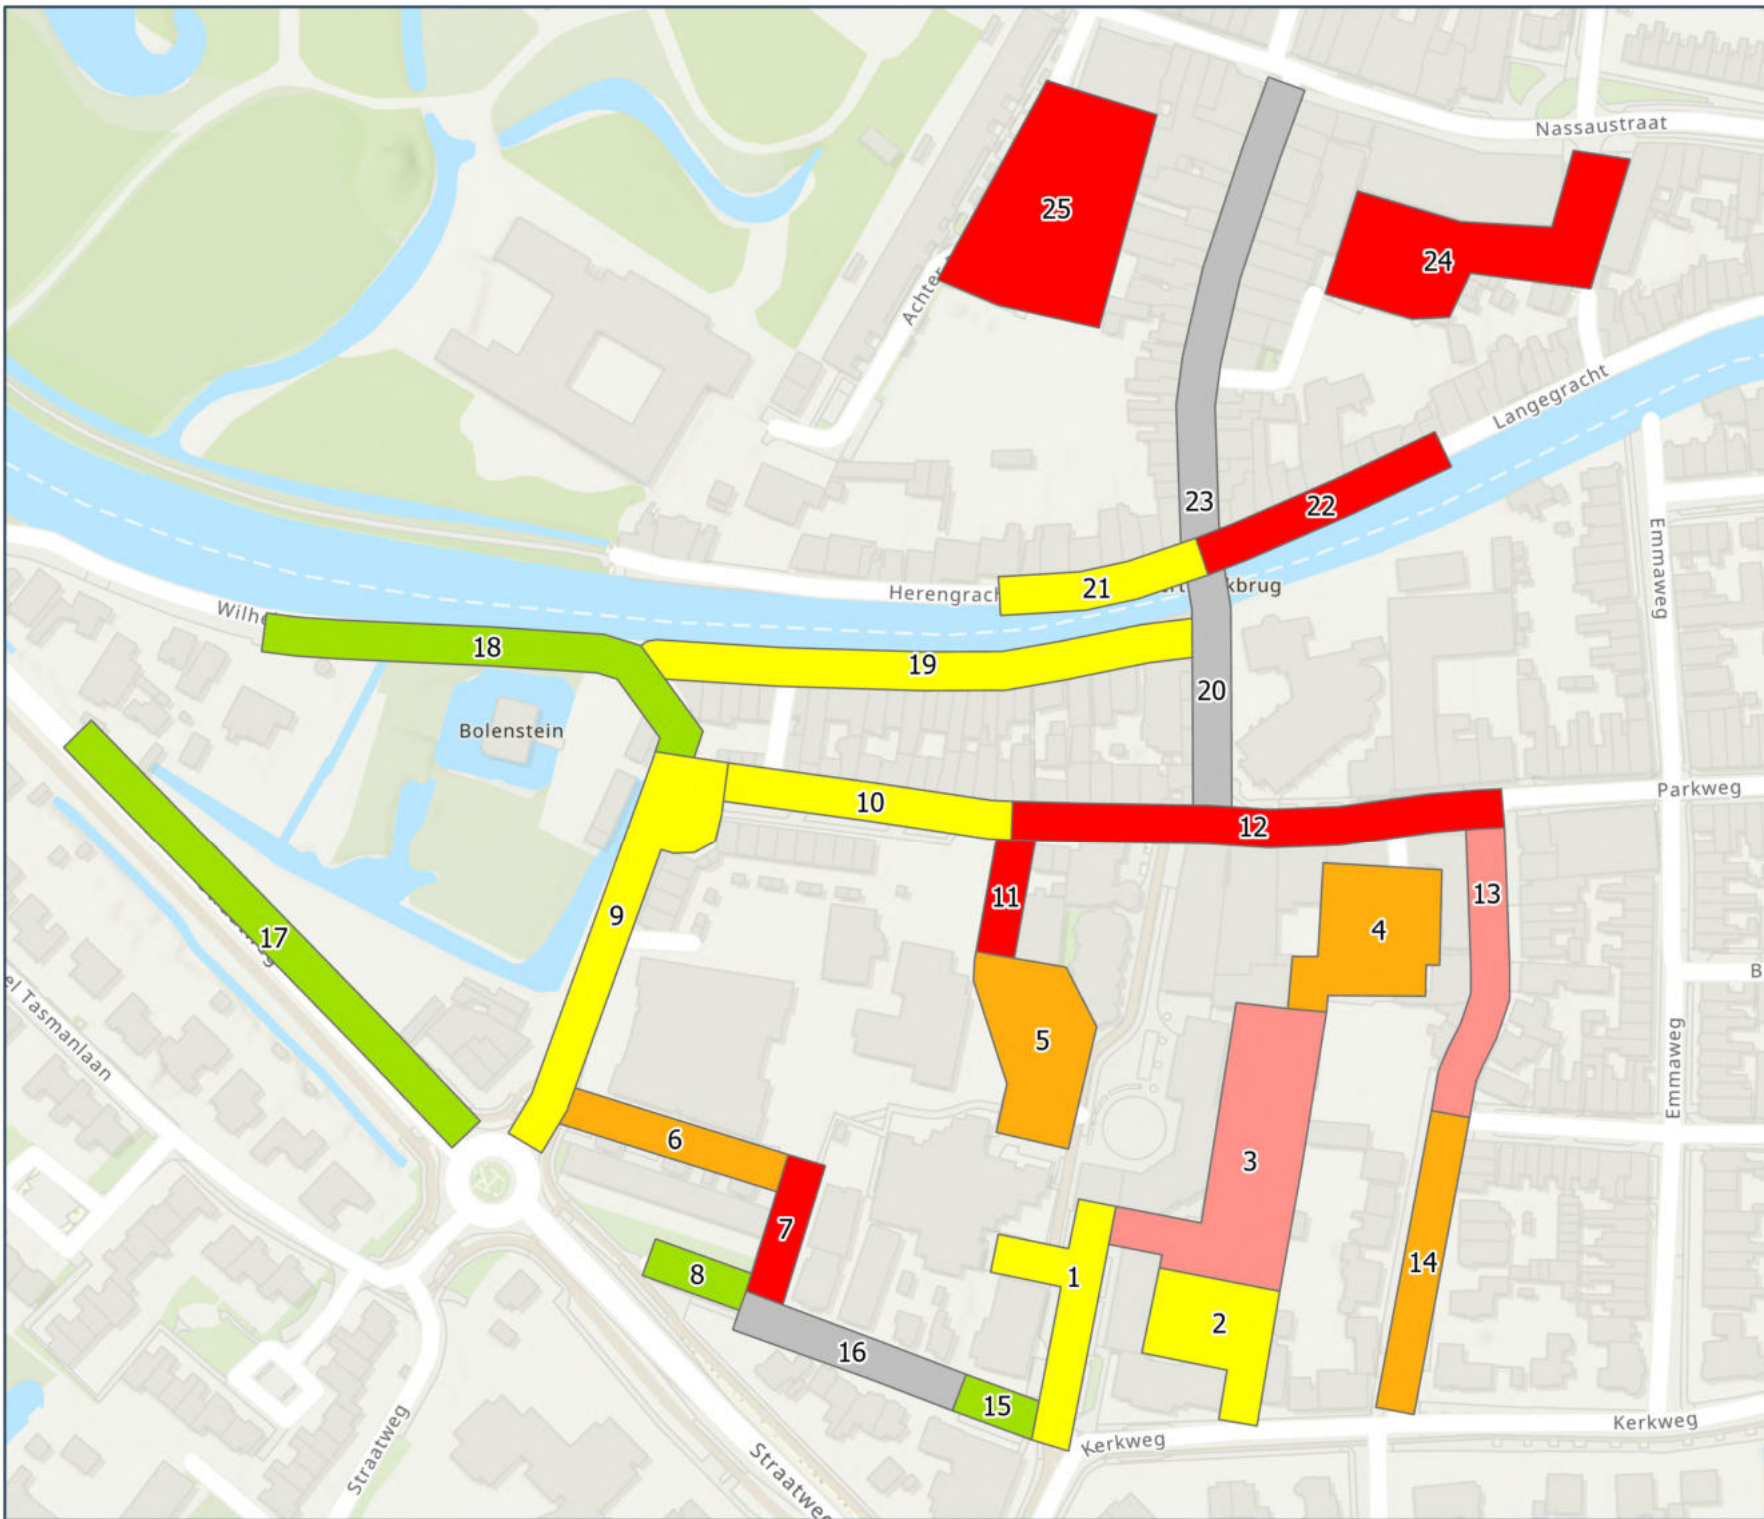 Nassaustraat
25
24
Achter
Langegracht
23
22
Emmaweg
21
Herengrach
kbrug
Wilhe
18
19
20
Bolenstein
Parkweg
10
12
13
11
4
9
17
B
el Tasmanlaan
5
Emmaweg
6
3
7
14
8
1
2
16
15
Kerkweg
Kerkweg
Straatweg
Straatweg